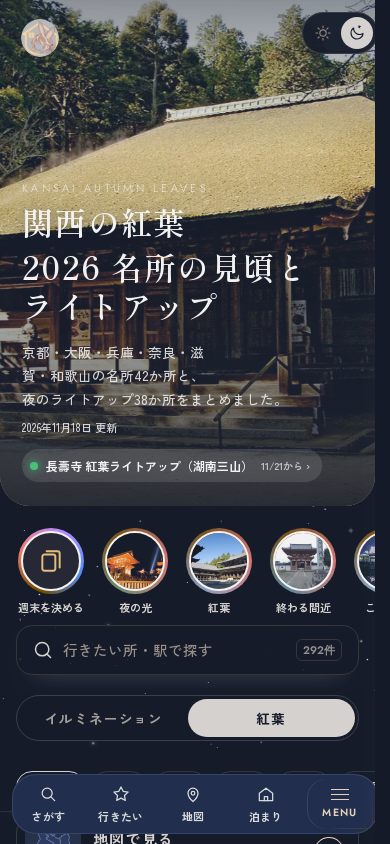 KANSAI AUTUMN LEAVES
関西の紅葉
2026 名所の見頃と
ライトアップ
京都・大阪・兵庫・奈良・滋
賀・和歌山の名所42か所と、
夜のライトアップ38か所をまとめました。
2026年11月18日 更新
長壽寺 紅葉ライトアップ（湖南三山） 11/21から ›
週末を決める 夜の光 紅葉 終わる間近 こ
行きたい所・駅で探す 292件
イルミネーション 紅葉
地図で見る
さがす 行きたい 地図 泊まり MENU